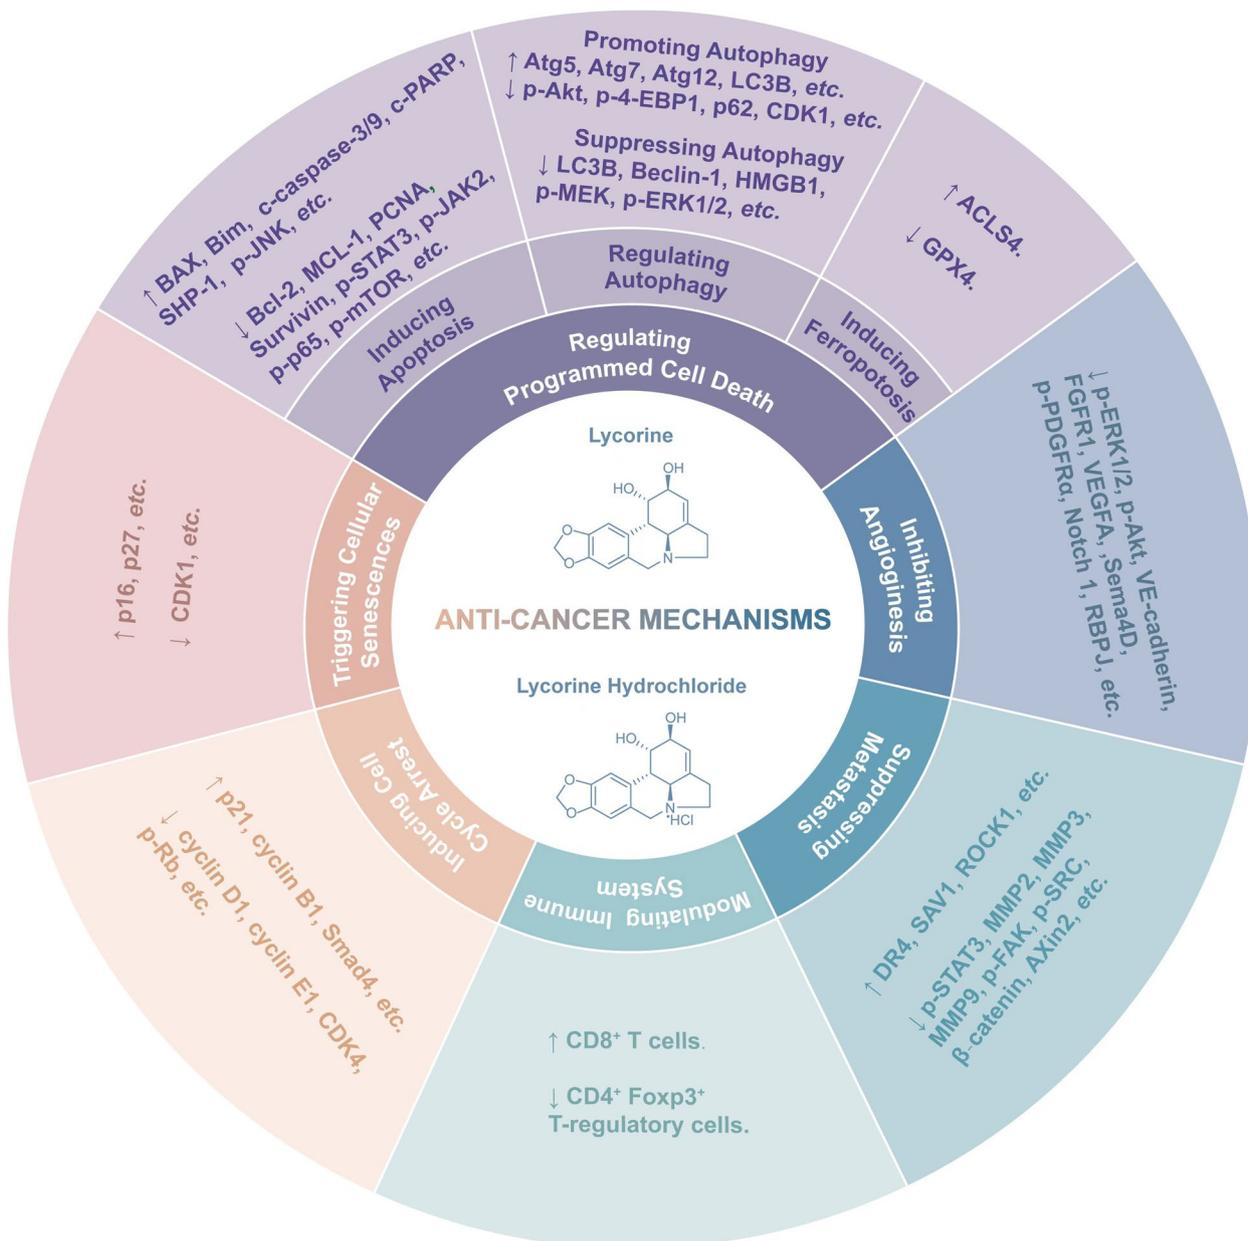 Promoting Autophagy
↑ Atg5, Atg7, Atg12, LC3B, etc.
↓ p-Akt, p-4-EBP1, p62, CDK1, etc.
Suppressing Autophagy
↓ LC3B, Beclin-1, HMGB1,
p-MEK, p-ERK1/2, etc.
Regulating
Autophagy
↑ BAX, Bim, c-caspase-3/9, c-PARP,
SHP-1, p-JNK, etc.
↓ Bcl-2, MCL-1, PCNA,
Survivin, p-STAT3, p-JAK2,
p-p65, p-mTOR, etc.
Inducing
Apoptosis
↑ ACLS4.
↓ GPX4.
Inducing
Ferropotosis
Regulating
Programmed Cell Death
↓ p-ERK1/2, p-Akt, VE-cadherin,
FGFR1, VEGFA, ,Sema4D,
p-PDGFRα, Notch 1, RBPJ, etc.
Inhibiting
Angioginesis
↑ DR4, SAV1, ROCK1, etc.
↓ p-STAT3, MMP2, MMP3,
MMP9, p-FAK, p-SRC,
β-catenin, AXin2, etc.
Suppressing
Metastasis
Modulating Immune
System
↑ CD8⁺ T cells.
↓ CD4⁺ Foxp3⁺
T-regulatory cells.
Inducing Cell
Cycle Arrest
↑ p21, cyclin B1, Smad4, etc.
↓ cyclin D1, cyclin E1, CDK4,
p-Rb, etc.
Triggering Cellular
Senescences
↑ p16, p27, etc.
↓ CDK1, etc.
Lycorine
OH
HO
O
O
N
ANTI-CANCER MECHANISMS
Lycorine Hydrochloride
OH
HO
O
O
N
•HCl